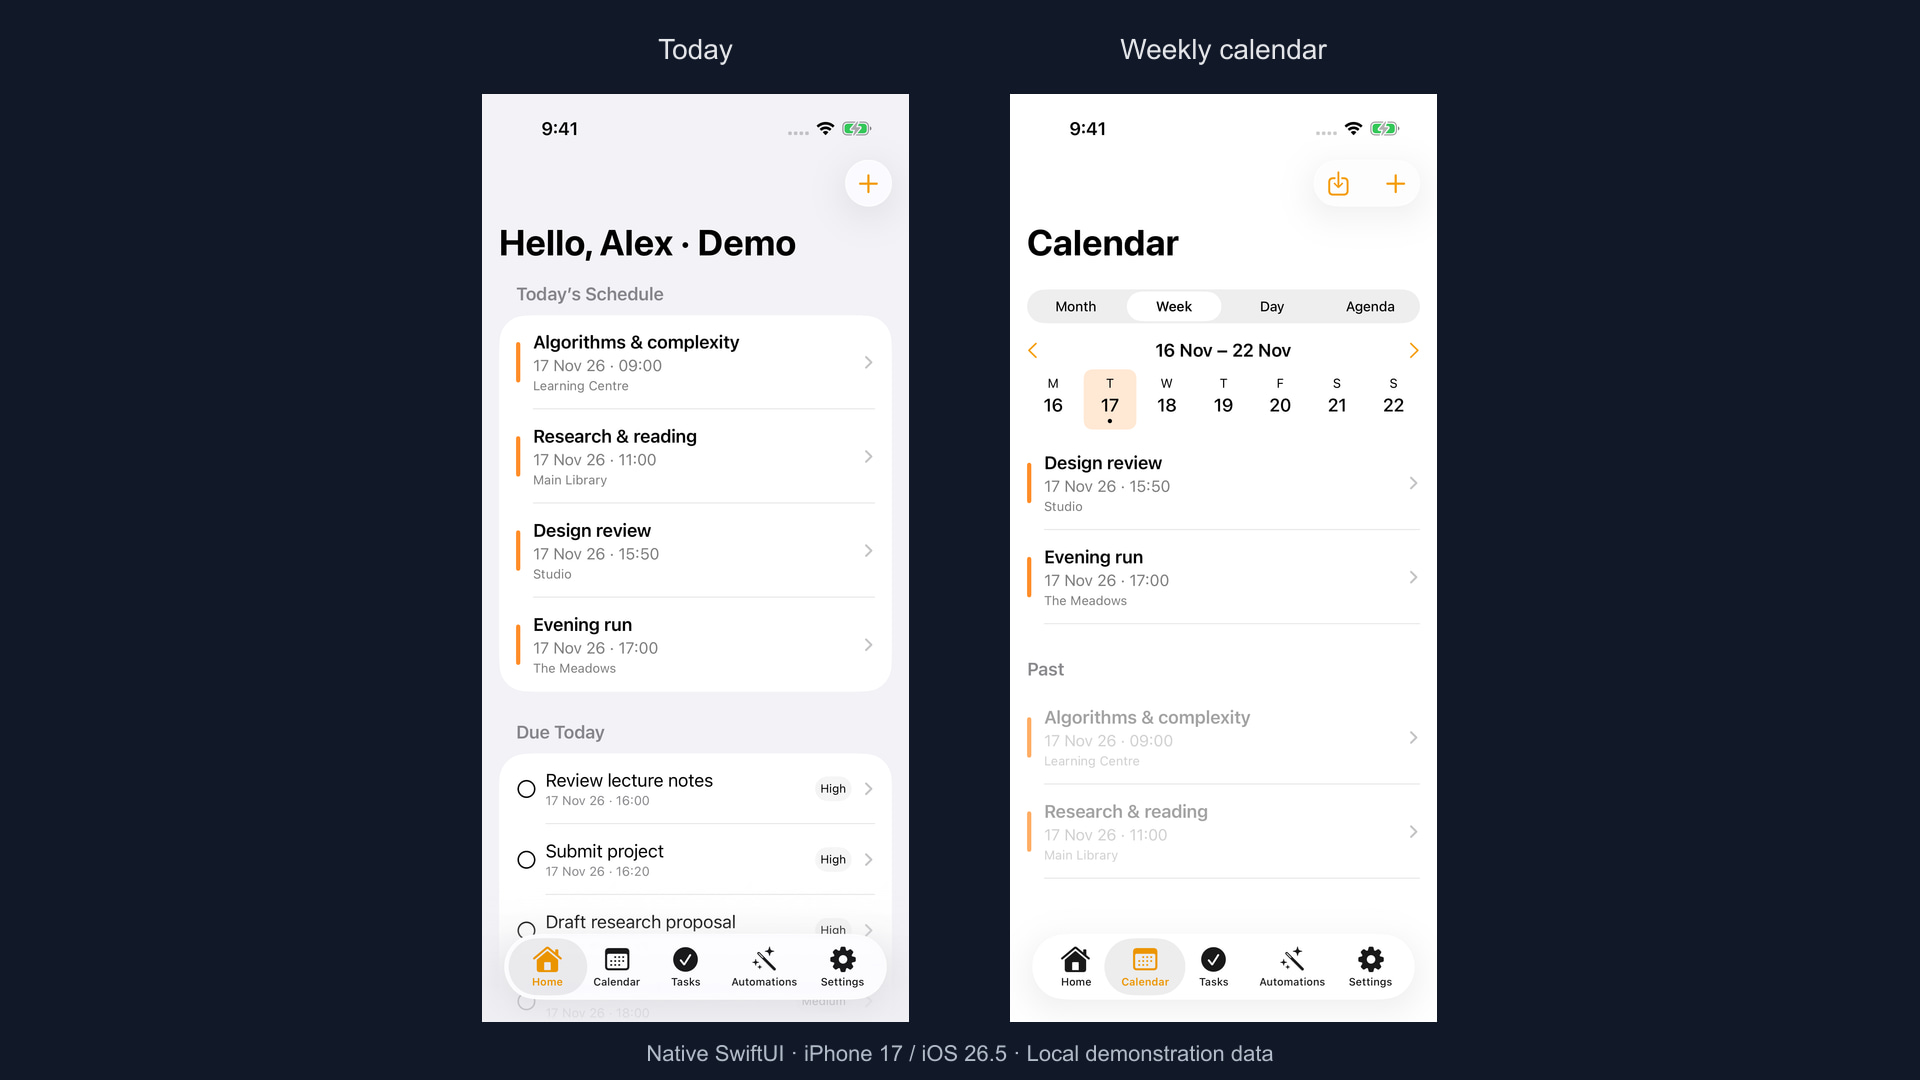 Today
9:41
Hello, Alex · Demo
Today's Schedule
Algorithms & complexity
17 Nov 26 · 09:00
Learning Centre
Research & reading
17 Nov 26 · 11:00
Main Library
Design review
17 Nov 26 · 15:50
Studio
Evening run
17 Nov 26 · 17:00
The Meadows
Due Today
Review lecture notes
17 Nov 26 · 16:00
High
Submit project
17 Nov 26 · 16:20
High
Draft research proposal
High
Home
Calendar
Tasks
Automations
Settings
Medium
17 Nov 26 · 18:00
Weekly calendar
9:41
Calendar
Month Week Day Agenda
16 Nov – 22 Nov
M T W T F S S
16 17 18 19 20 21 22
Design review
17 Nov 26 · 15:50
Studio
Evening run
17 Nov 26 · 17:00
The Meadows
Past
Algorithms & complexity
17 Nov 26 · 09:00
Learning Centre
Research & reading
17 Nov 26 · 11:00
Main Library
Home
Calendar
Tasks
Automations
Settings
Native SwiftUI · iPhone 17 / iOS 26.5 · Local demonstration data